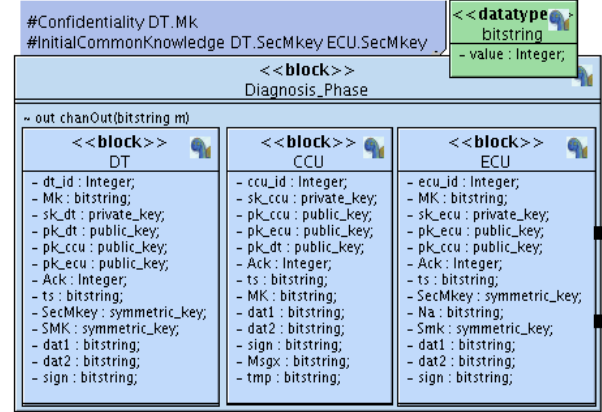 #Confidentiality DT.Mk
#InitialCommonKnowledge DT.SecMkey ECU.SecMkey
<<datatype>>
bitstring
- value : Integer;
<<block>>
Diagnosis_Phase
~ out chanOut(bitstring m)
<<block>>
DT
- dt_id : Integer;
- Mk : bitstring;
- sk_dt : private_key;
- pk_dt : public_key;
- pk_ccu : public_key;
- pk_ecu : public_key;
- Ack : Integer;
- ts : bitstring;
- SecMkey : symmetric_key;
- SMK : symmetric_key;
- dat1 : bitstring;
- dat2 : bitstring;
- sign : bitstring;
<<block>>
CCU
- ccu_id : Integer;
- sk_ccu : private_key;
- pk_ccu : public_key;
- pk_ecu : public_key;
- pk_dt : public_key;
- Ack : Integer;
- ts : bitstring;
- MK : bitstring;
- dat1 : bitstring;
- dat2 : bitstring;
- sign : bitstring;
- Msgx : bitstring;
- tmp : bitstring;
<<block>>
ECU
- ecu_id : Integer;
- MK : bitstring;
- sk_ecu : private_key;
- pk_ecu : public_key;
- pk_ccu : public_key;
- Ack : Integer;
- ts : bitstring;
- SecMkey : symmetric_key;
- Na : bitstring;
- Smk : symmetric_key;
- dat1 : bitstring;
- dat2 : bitstring;
- sign : bitstring;